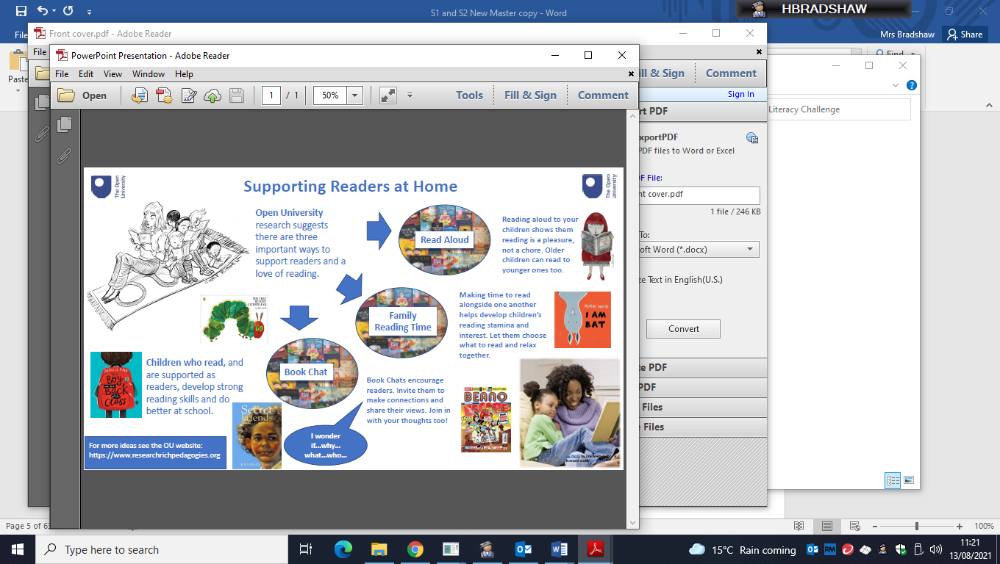 S1 and S2 New Master copy - Word
HBRADSHAW
File
Mrs Bradshaw
Share
Paste
Find
Front cover.pdf - Adobe Reader
File
Fill & Sign
Comment
Sign In
PowerPoint Presentation - Adobe Reader
File Edit View Window Help
Open
1 / 1
50%
Tools
Fill & Sign
Comment
The Open
University
Supporting Readers at Home
The Open
University
Open University
research suggests
there are three
important ways to
support readers and a
love of reading.
Read Aloud
Reading aloud to your
children shows them
reading is a pleasure,
not a chore. Older
children can read to
younger ones too.
THE VERY
HUNGRY
CATERPILLAR
Family
Reading Time
Making time to read
alongside one another
helps develop children's
reading stamina and
interest. Let them choose
what to read and relax
together.
I AM
BAT
The
Boy
at the
Back
of the
Class
Children who read, and
are supported as
readers, develop strong
reading skills and do
better at school.
Book Chat
Book Chats encourage
readers. Invite them to
make connections and
share their views. Join in
with your thoughts too!
Secret
Friends
BEANO
I wonder
if...why...
what...who...
For more ideas see the OU website:
https://www.researchrichpedagogies.org
rt PDF
xportPDF
PDF files to Word or Excel
DF File:
nt cover.pdf
1 file / 246 KB
To:
oft Word (*.docx)
ze Text in English(U.S.)
Convert
te PDF
PDF
Files
e Files
Literacy Challenge
Page 5 of 6
100%
Type here to search
15°C Rain coming
11:21
13/08/2021